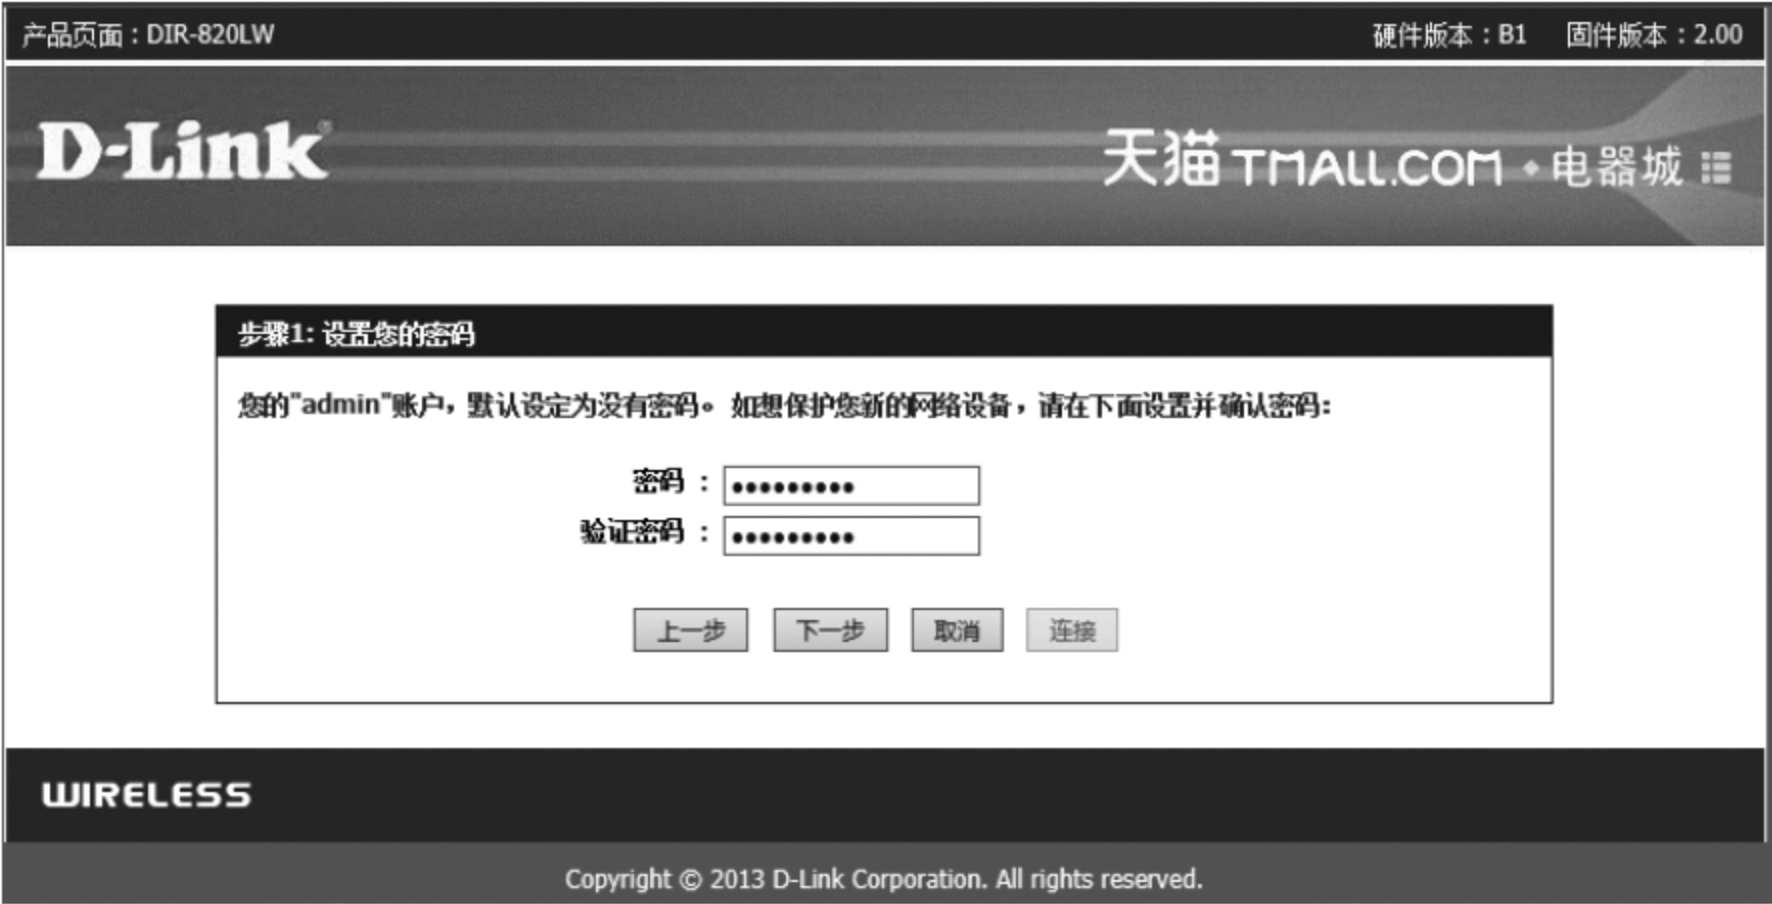 产品页面：DIR-820LW 硬件版本：B1 固件版本：2.00
D-Link® 天猫 TMALL.COM 电器城
步骤1: 设置您的密码
您的"admin"账户，默认设定为没有密码。 如想保护您新的网络设备，请在下面设置并确认密码:
密码 ：
验证密码 ：
上一步 下一步 取消 连接
WIRELESS
Copyright © 2013 D-Link Corporation. All rights reserved.